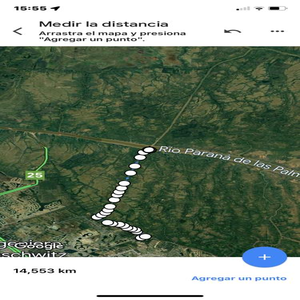 15:55
Medir la distancia
Arrastra el mapa y presiona
"Agregar un punto".
Río Paraná de las Palm
25
Google
schwitz
14,553 km
Agregar un punto